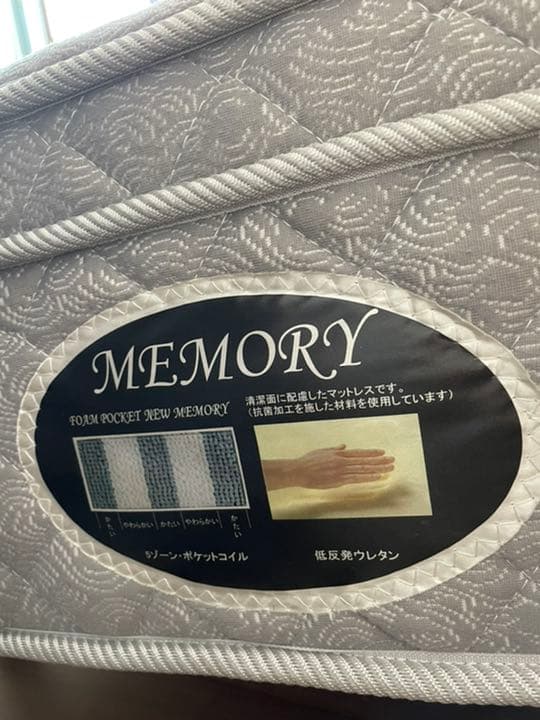 MEMORY
清潔面に配慮したマットレスです。
(抗菌加工を施した材料を使用しています)
FOAM POCKET NEW MEMORY
かたい やわらかい かたい やわらかい かたい
5ゾーン・ポケットコイル
低反発ウレタン